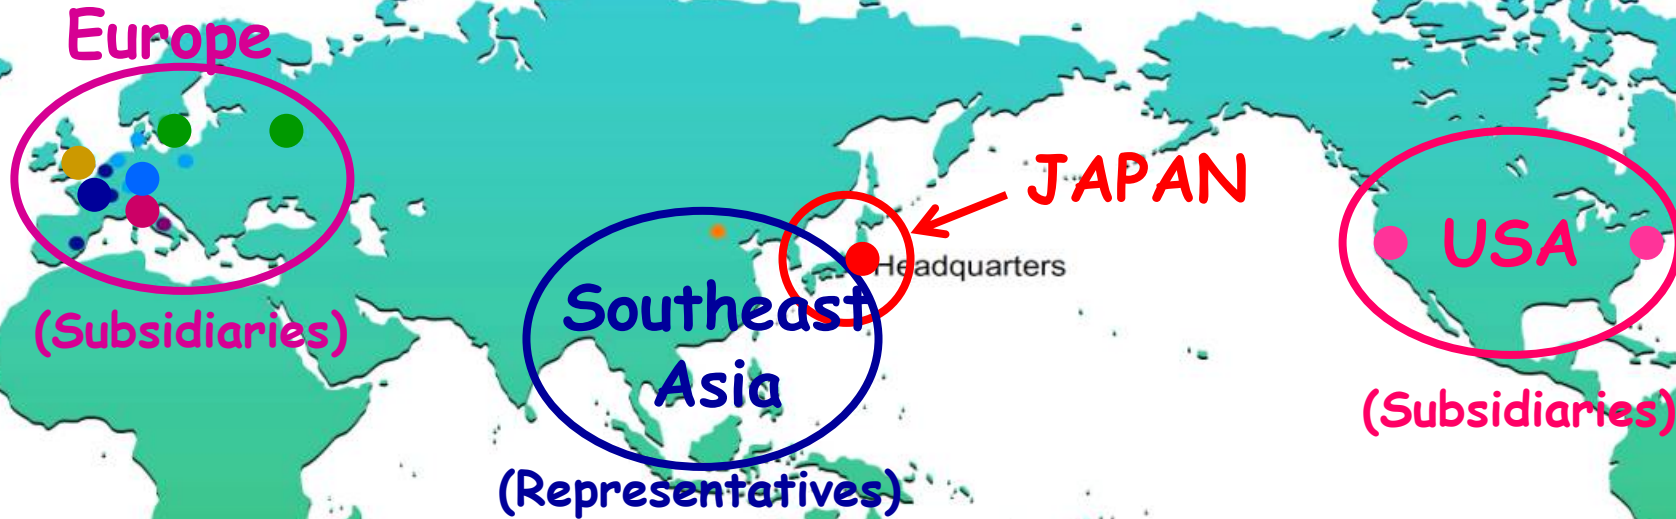 Europe
(Subsidiaries)
Southeast
Asia
(Representatives)
JAPAN
Headquarters
USA
(Subsidiaries)